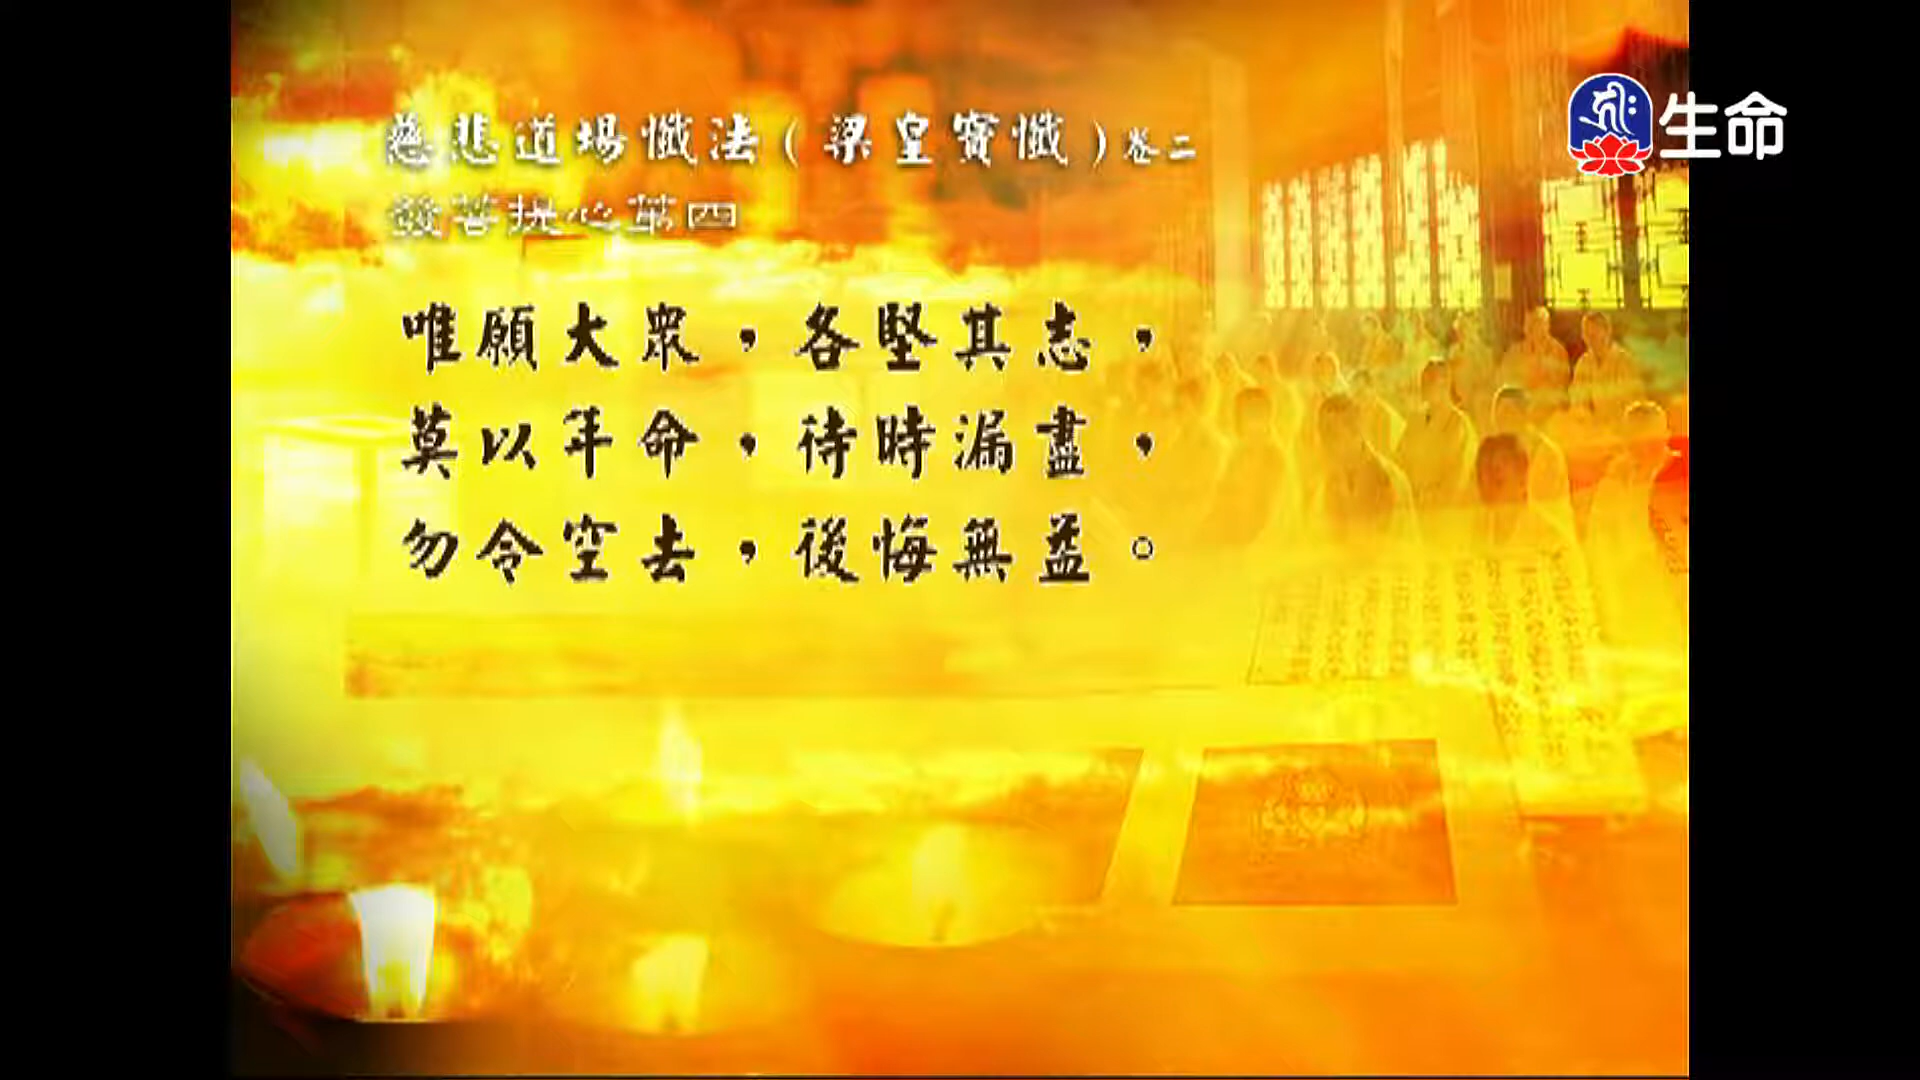 慈悲道場懺法(梁皇寶懺)卷二
發菩提心第四
唯願大眾，各堅其志，
莫以年命，待時漏盡，
勿令空去，後悔無益。
生命